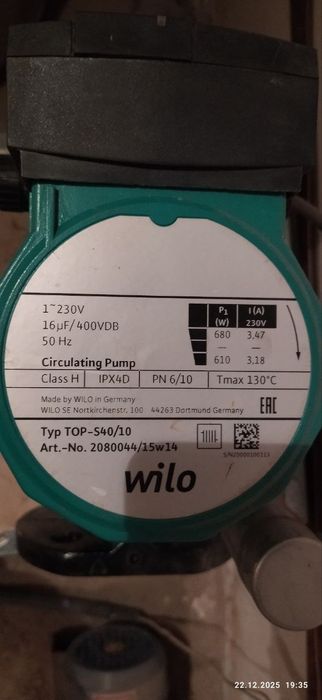 1~230V
16µF/400VDB
50 Hz
P1 (W) I (A) 230V
680 3,47
— —
610 3,18
Circulating Pump
Class H IPX4D PN 6/10 Tmax 130°C
Made by WILO in Germany
WILO SE Nortkirchenstr. 100 44263 Dortmund Germany EAC
Typ TOP-S40/10
Art.-No. 2080044/15w14
S/N20000100113
wilo
22.12.2025 19:35